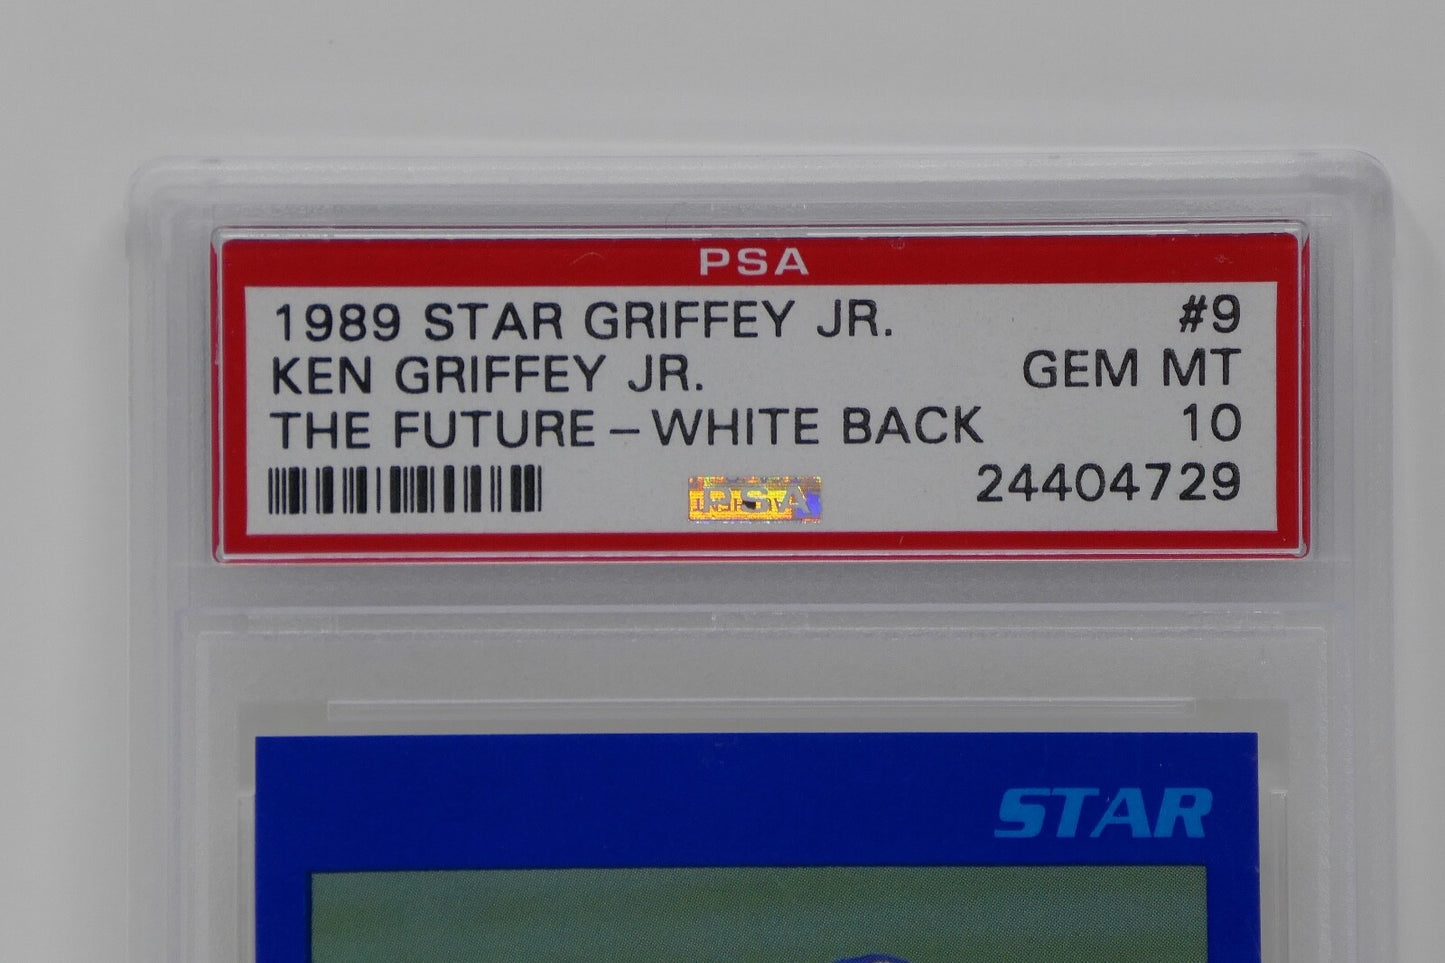 PSA
1989 STAR GRIFFEY JR. #9
KEN GRIFFEY JR. GEM MT
THE FUTURE – WHITE BACK 10
PSA 24404729
STAR